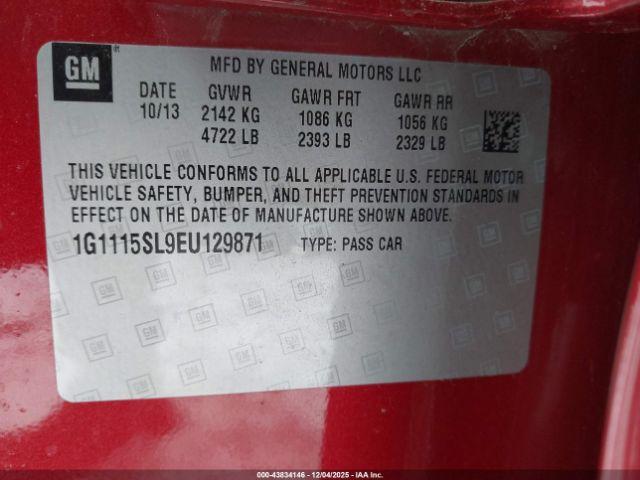 GM
MFD BY GENERAL MOTORS LLC
DATE GVWR GAWR FRT GAWR RR
10/13 2142 KG 1086 KG 1056 KG
4722 LB 2393 LB 2329 LB
THIS VEHICLE CONFORMS TO ALL APPLICABLE U.S. FEDERAL MOTOR
VEHICLE SAFETY, BUMPER, AND THEFT PREVENTION STANDARDS IN
EFFECT ON THE DATE OF MANUFACTURE SHOWN ABOVE.
1G1115SL9EU129871 TYPE: PASS CAR
000-43834146 - 12/04/2025 - IAA Inc.